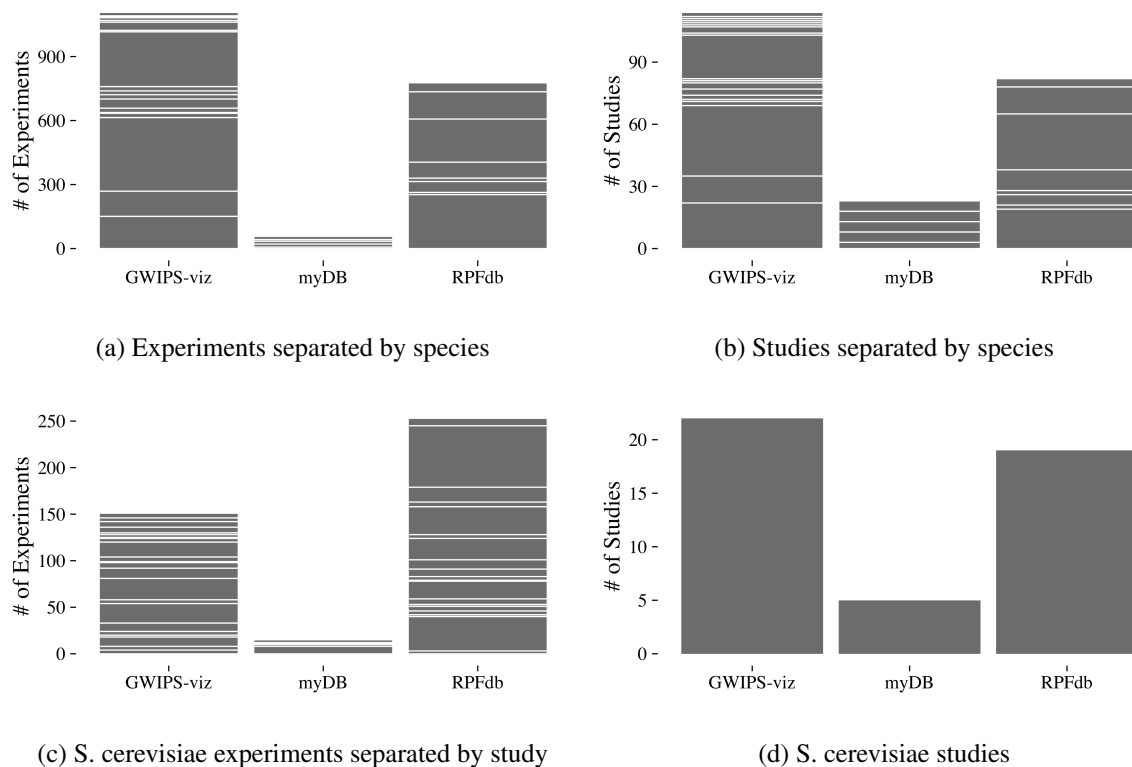 # of Experiments
900
600
300
0
GWIPS-viz myDB RPFdb
(a) Experiments separated by species
# of Studies
90
60
30
0
GWIPS-viz myDB RPFdb
(b) Studies separated by species
# of Experiments
250
200
150
100
50
0
GWIPS-viz myDB RPFdb
(c) S. cerevisiae experiments separated by study
# of Studies
20
15
10
5
0
GWIPS-viz myDB RPFdb
(d) S. cerevisiae studies